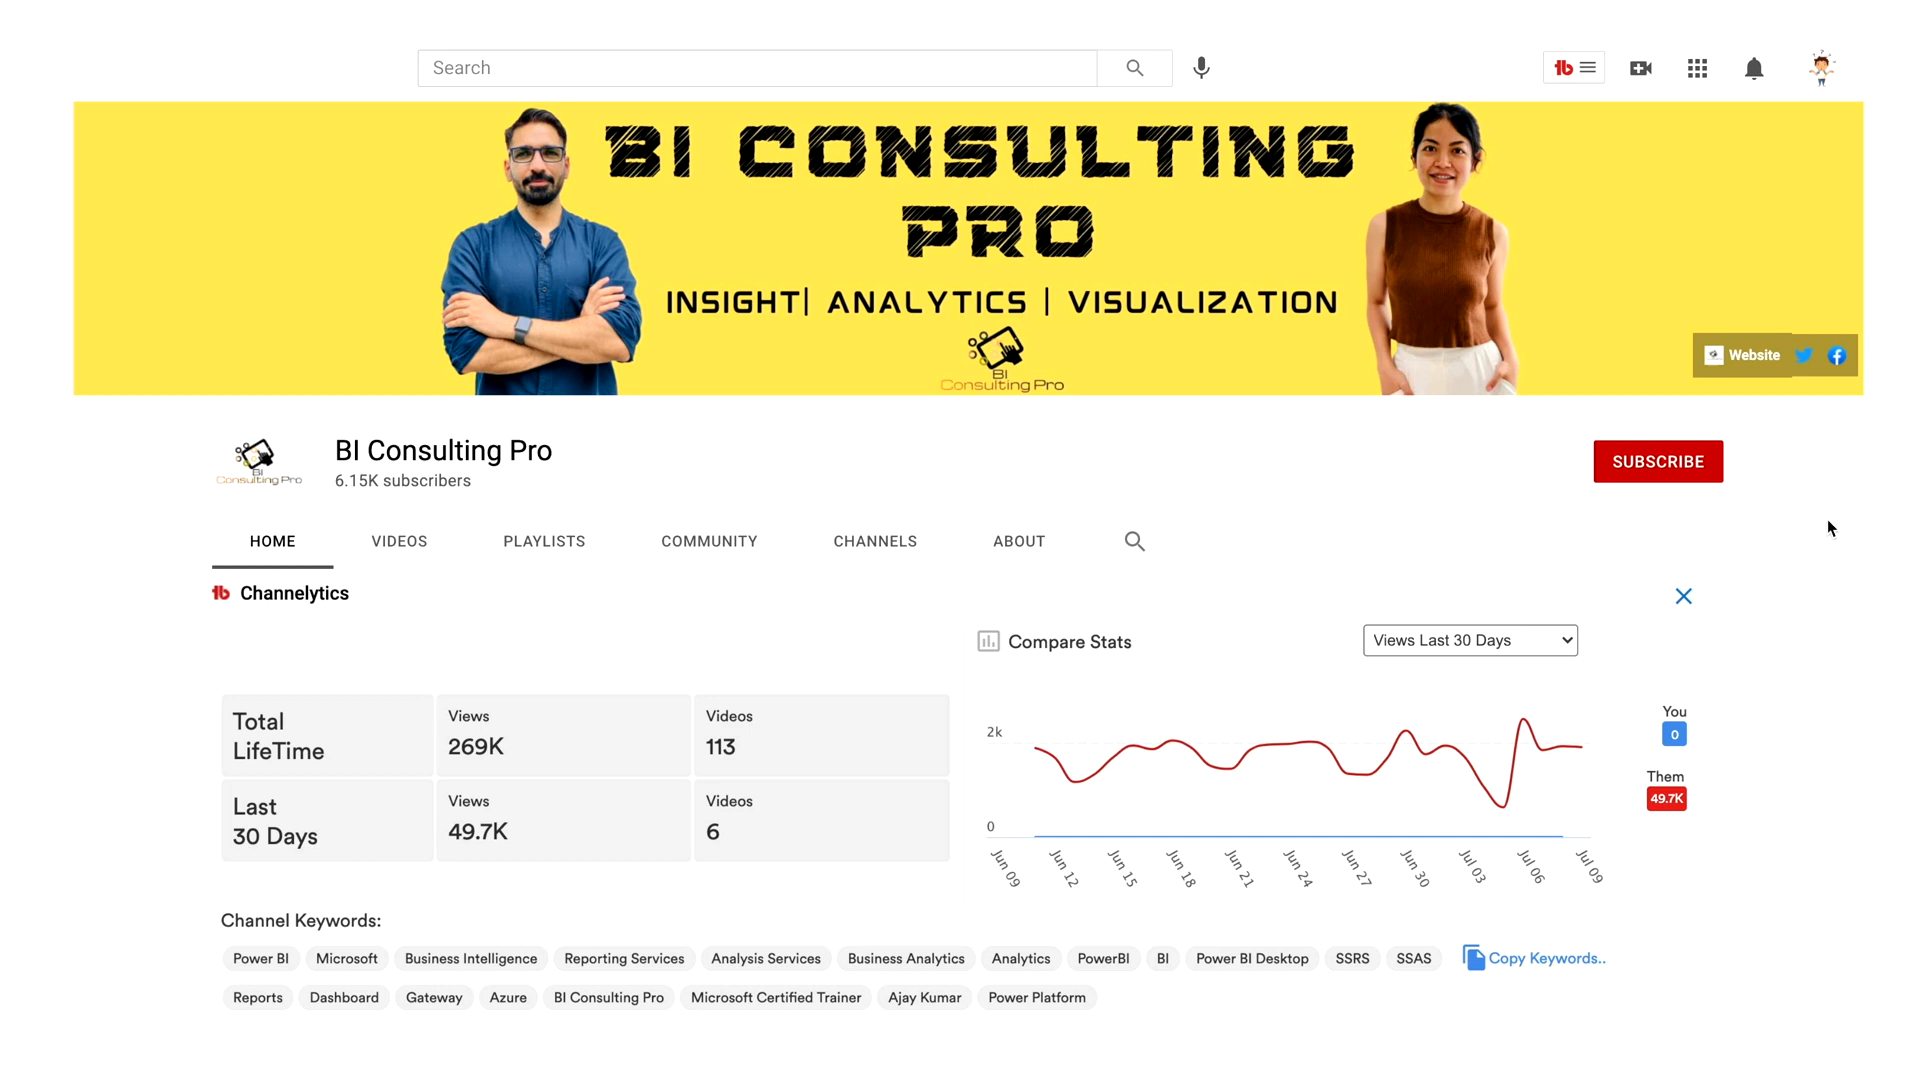 Search
BI CONSULTING
PRO
INSIGHT| ANALYTICS | VISUALIZATION
BI
Consulting Pro
Website
BI
Consulting Pro
BI Consulting Pro
6.15K subscribers
SUBSCRIBE
HOME VIDEOS PLAYLISTS COMMUNITY CHANNELS ABOUT
tb Channelytics
Compare Stats
Views Last 30 Days
Total
LifeTime
Views
269K
Videos
113
Last
30 Days
Views
49.7K
Videos
6
2k
0
Jun 09 Jun 12 Jun 15 Jun 18 Jun 21 Jun 24 Jun 27 Jun 30 Jul 03 Jul 06 Jul 09
You
0
Them
49.7K
Channel Keywords:
Power BI Microsoft Business Intelligence Reporting Services Analysis Services Business Analytics Analytics PowerBI BI Power BI Desktop SSRS SSAS Copy Keywords..
Reports Dashboard Gateway Azure BI Consulting Pro Microsoft Certified Trainer Ajay Kumar Power Platform